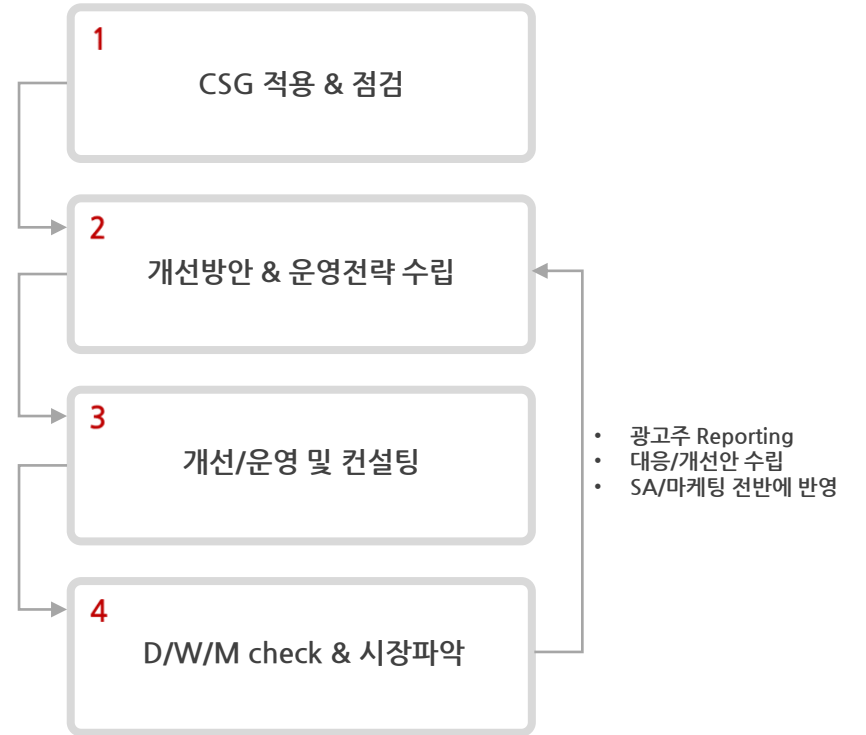 1
CSG 적용 & 점검
2
개선방안 & 운영전략 수립
3
개선/운영 및 컨설팅
• 광고주 Reporting
• 대응/개선안 수립
• SA/마케팅 전반에 반영
4
D/W/M check & 시장파악